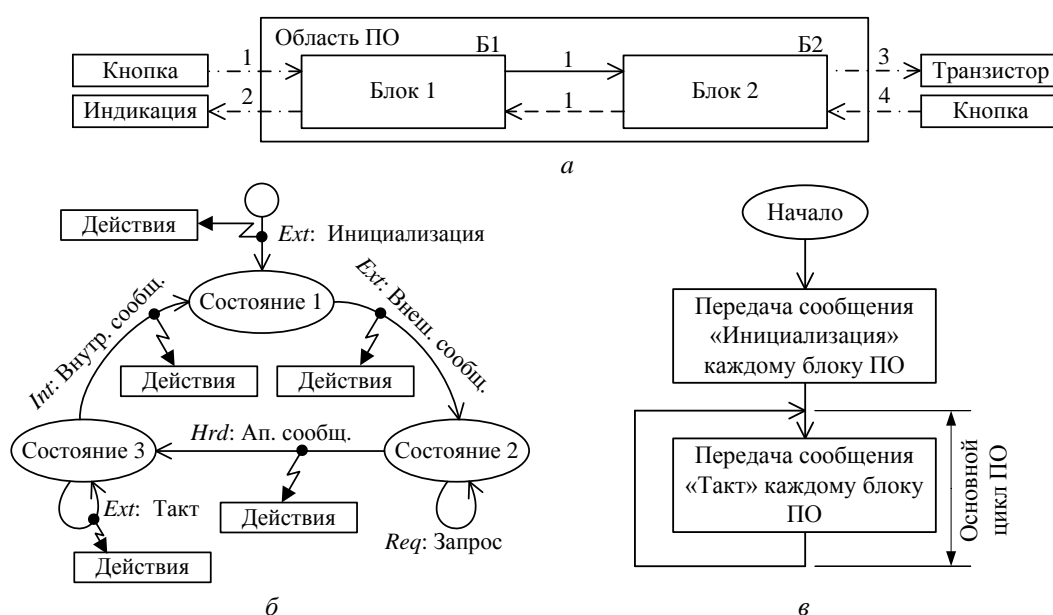 Область ПО
Б1
Б2
Кнопка
1
Блок 1
1
Блок 2
3
Транзистор
Индикация
2
1
4
Кнопка
а
Действия
Ext: Инициализация
Состояние 1
Int: Внутр. сообщ.
Ext: Внеш. сообщ.
Действия
Действия
Состояние 3
Hrd: Ап. сообщ.
Состояние 2
Ext: Такт
Действия
Req: Запрос
Действия
б
Начало
Передача сообщения
«Инициализация»
каждому блоку ПО
Передача сообщения
«Такт» каждому блоку
ПО
Основной
цикл ПО
в